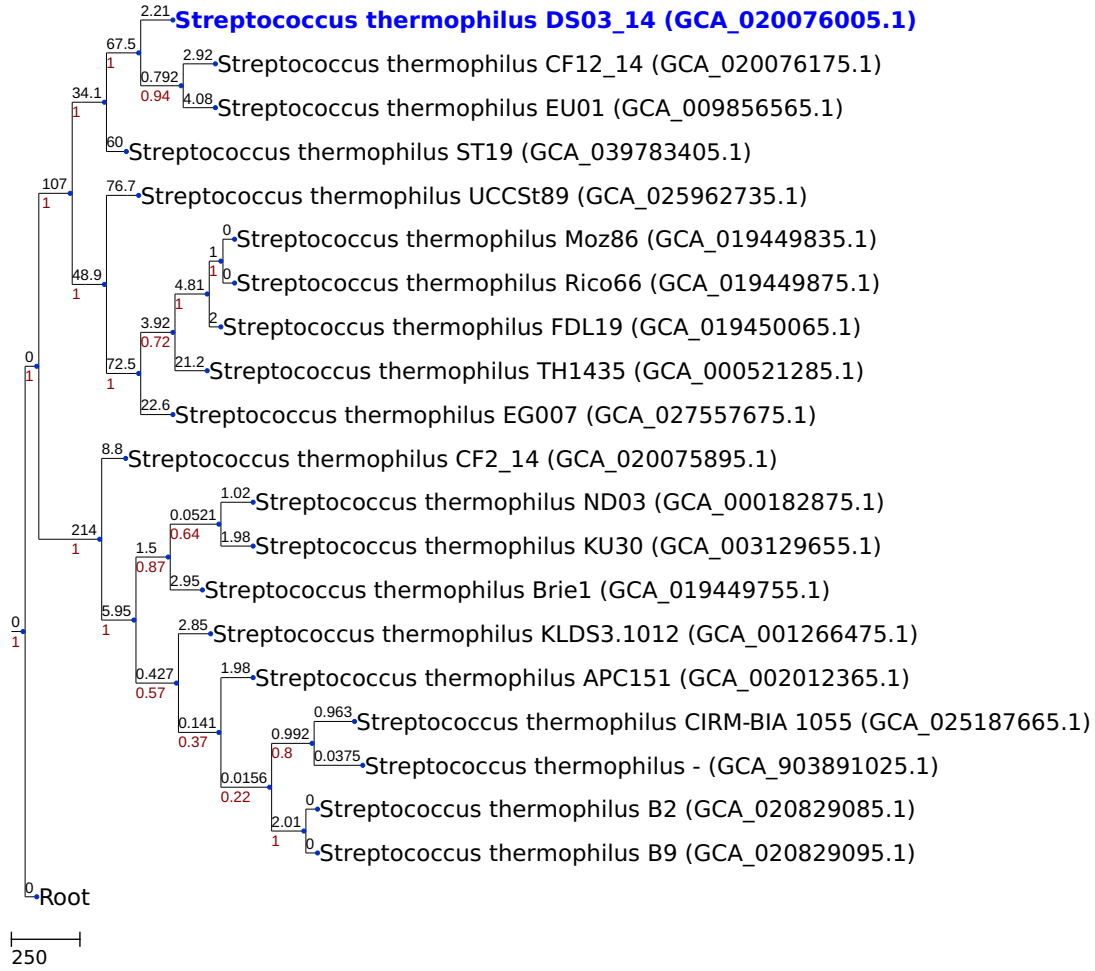 2.21
Streptococcus thermophilus DS03_14 (GCA_020076005.1)
67.5
1
2.92
Streptococcus thermophilus CF12_14 (GCA_020076175.1)
0.792
0.94
4.08
Streptococcus thermophilus EU01 (GCA_009856565.1)
34.1
1
60
Streptococcus thermophilus ST19 (GCA_039783405.1)
107
1
76.7
Streptococcus thermophilus UCCSt89 (GCA_025962735.1)
0
Streptococcus thermophilus Moz86 (GCA_019449835.1)
1
1
0
Streptococcus thermophilus Rico66 (GCA_019449875.1)
48.9
1
4.81
1
2
Streptococcus thermophilus FDL19 (GCA_019450065.1)
3.92
0.72
21.2
Streptococcus thermophilus TH1435 (GCA_000521285.1)
72.5
1
22.6
Streptococcus thermophilus EG007 (GCA_027557675.1)
0
1
8.8
Streptococcus thermophilus CF2_14 (GCA_020075895.1)
1.02
Streptococcus thermophilus ND03 (GCA_000182875.1)
0.0521
0.64
1.98
Streptococcus thermophilus KU30 (GCA_003129655.1)
214
1
1.5
0.87
2.95
Streptococcus thermophilus Brie1 (GCA_019449755.1)
5.95
1
2.85
Streptococcus thermophilus KLDS3.1012 (GCA_001266475.1)
0
1
0.427
0.57
1.98
Streptococcus thermophilus APC151 (GCA_002012365.1)
0.141
0.37
0.963
Streptococcus thermophilus CIRM-BIA 1055 (GCA_025187665.1)
0.992
0.8
0.0375
Streptococcus thermophilus - (GCA_903891025.1)
0.0156
0.22
0
Streptococcus thermophilus B2 (GCA_020829085.1)
2.01
1
0
Streptococcus thermophilus B9 (GCA_020829095.1)
0
Root
250